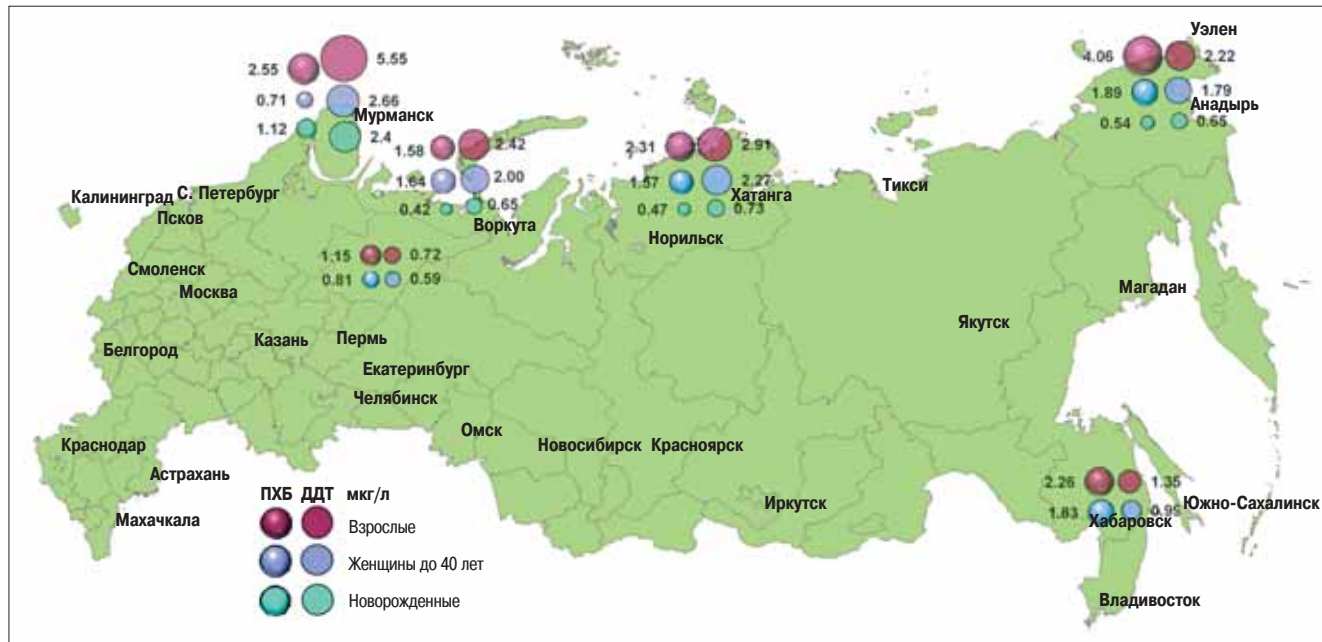 Уэлен
5.55
4.06 2.22
2.55
0.71 2.66
1.89 1.79
Мурманск
Анадырь
1.12 2.4
0.54 0.65
1.58 2.42
2.31 2.91
1.64 2.00
1.57 2.27
Тикси
Калининград С. Петербург
Хатанга
0.42 0.65
0.47 0.73
Псков
Воркута
Норильск
1.15 0.72
Смоленск
0.81 0.59
Москва
Магадан
Якутск
Белгород
Казань
Пермь
Екатеринбург
Челябинск
Омск
Новосибирск
Красноярск
Краснодар
Астрахань
2.26 1.35
ПХБ ДДТ мкг/л
Иркутск
Южно-Сахалинск
1.63 0.95
Махачкала
Взрослые
Хабаровск
Женщины до 40 лет
Новорожденные
Владивосток